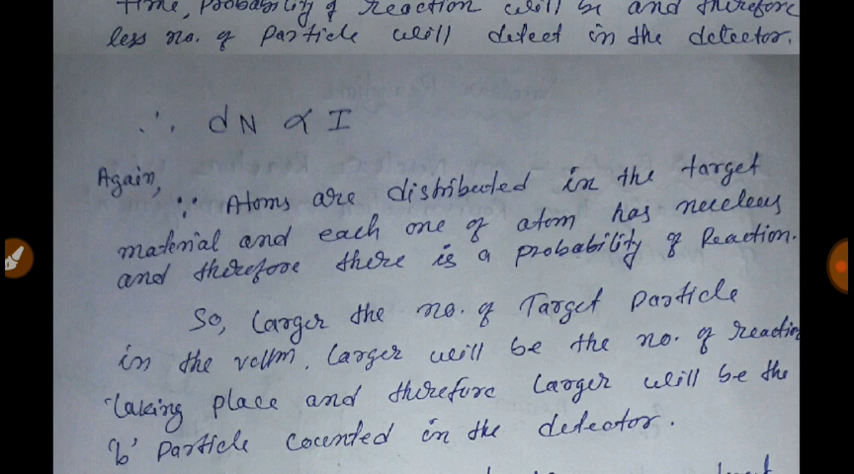 time, probability of reaction will be and therefore
less no. of particle will detect in the detector.
∴ dN ∝ I
Again,
∵ Atoms are distributed in the target
material and each one of atom has nucleus
and therefore there is a probability of Reaction.
So, larger the no. of Target particle
in the vollm, larger will be the no. of reaction
taking place and therefore larger will be the
'b' particle counted in the detector.